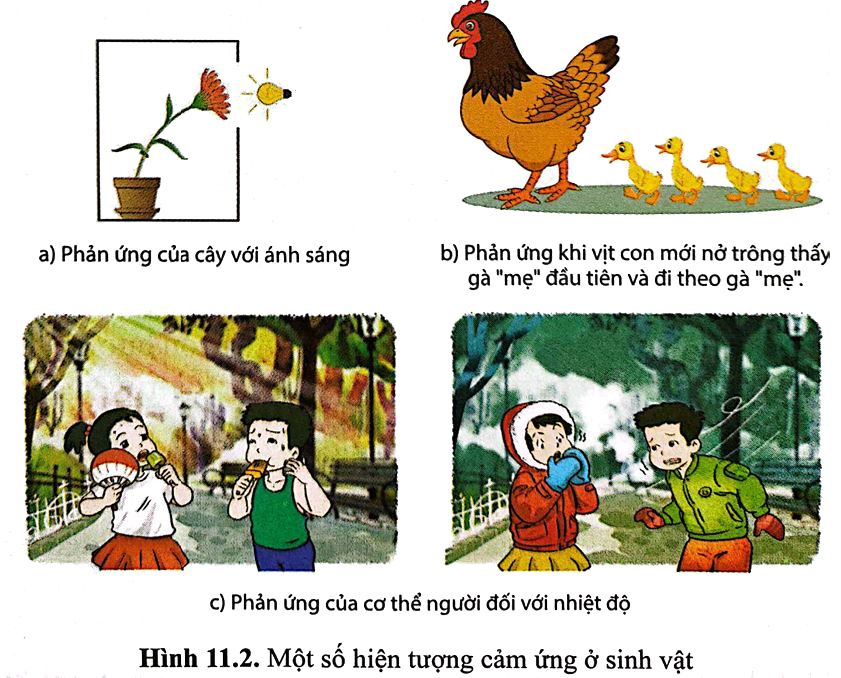 a) Phản ứng của cây với ánh sáng
b) Phản ứng khi vịt con mới nở trông thấy
gà "mẹ" đầu tiên và đi theo gà "mẹ".
c) Phản ứng của cơ thể người đối với nhiệt độ
Hình 11.2. Một số hiện tượng cảm ứng ở sinh vật